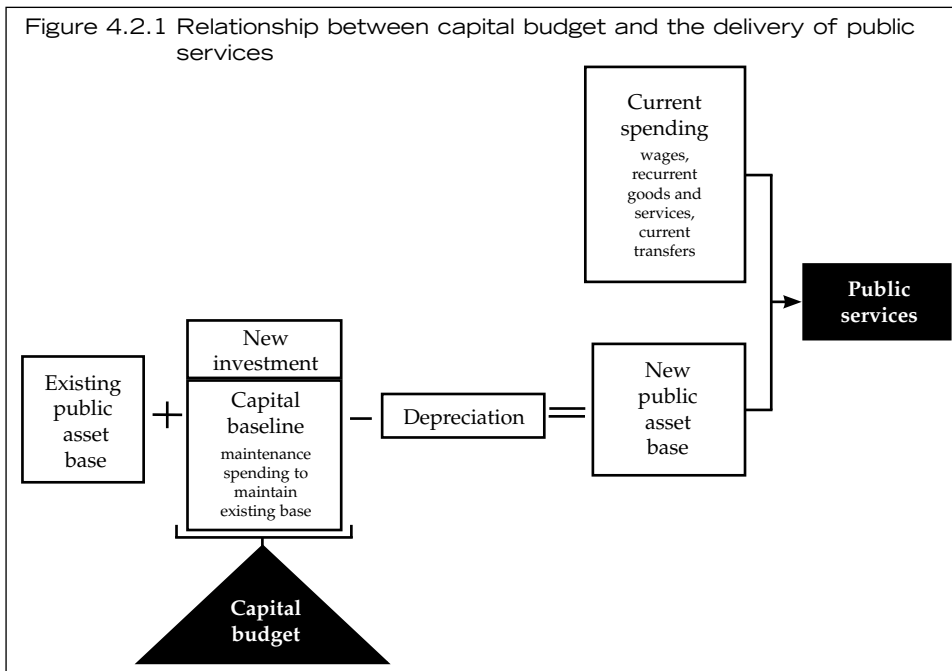 Figure 4.2.1 Relationship between capital budget and the delivery of public
services
Current
spending
wages,
recurrent
goods and
services,
current
transfers
Public
services
New
investment
Existing
public
asset
base
+
Capital
baseline
maintenance
spending to
maintain
existing base
–
Depreciation
=
New
public
asset
base
Capital
budget